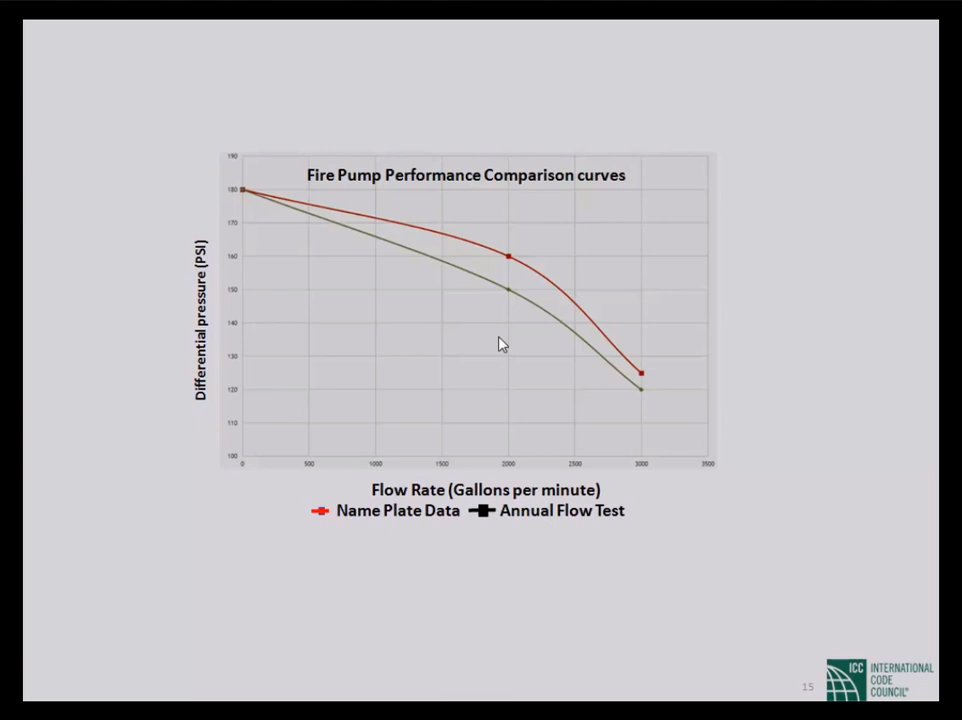 Fire Pump Performance Comparison curves
Differential pressure (PSI)
190
180
170
160
150
140
130
120
110
100
0 500 1000 1500 2000 2500 3000 3500
Flow Rate (Gallons per minute)
Name Plate Data Annual Flow Test
15
ICC INTERNATIONAL
CODE
COUNCIL®